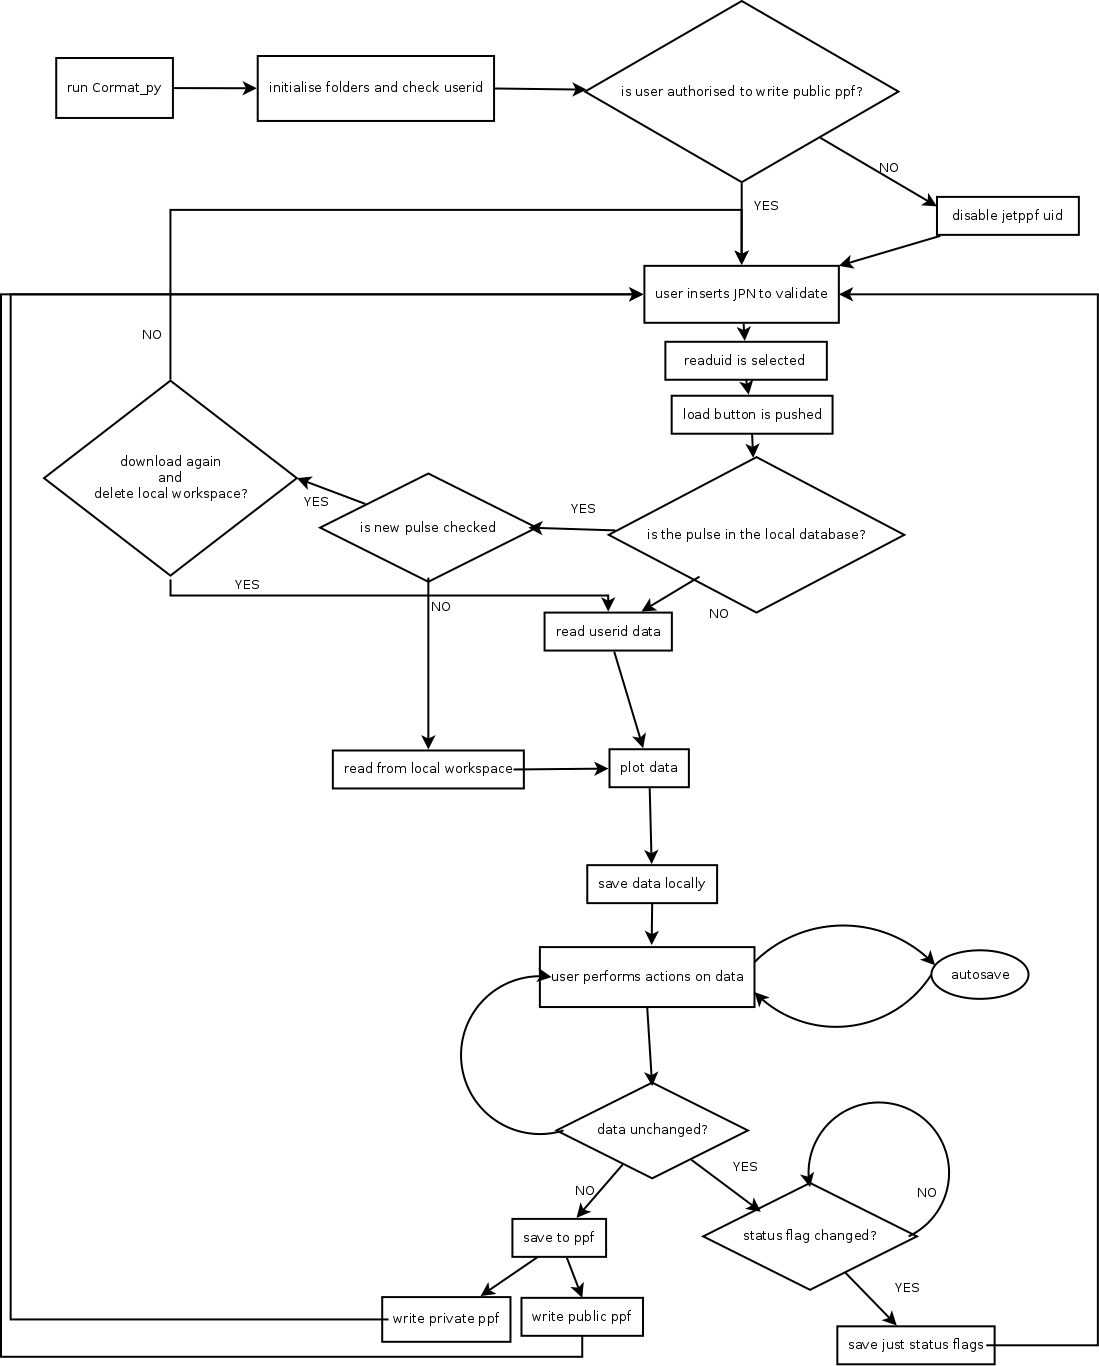 run Cormat_py
initialise folders and check userid
is user authorised to write public ppf?
NO
YES
disable jetppf uid
user inserts JPN to validate
NO
readuid is selected
load button is pushed
download again
and
delete local workspace?
YES
is new pulse checked
YES
is the pulse in the local database?
YES
NO
NO
read userid data
read from local workspace
plot data
save data locally
user performs actions on data
autosave
data unchanged?
YES
NO
NO
save to ppf
status flag changed?
YES
write private ppf
write public ppf
save just status flags